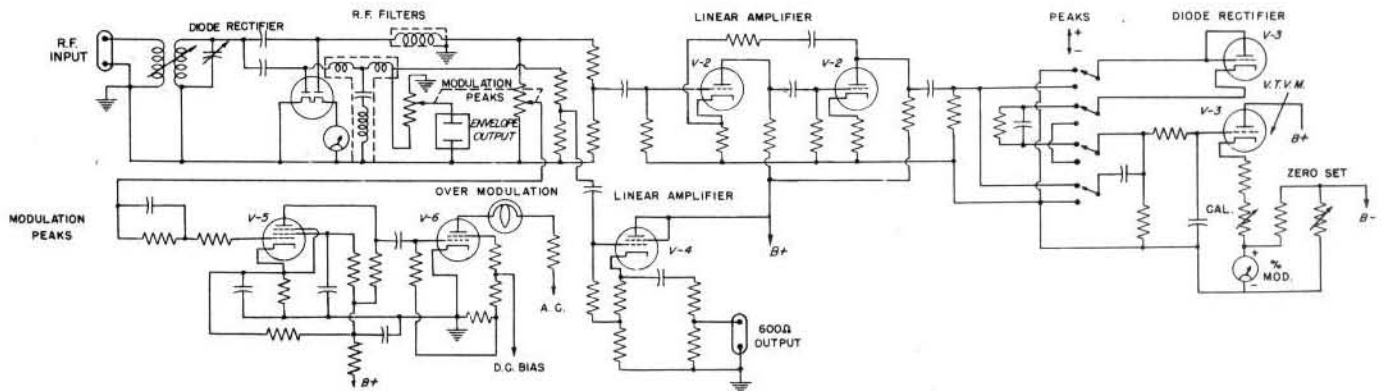 R.F. INPUT
DIODE RECTIFIER
R.F. FILTERS
MODULATION
PEAKS
ENVELOPE
OUTPUT
LINEAR AMPLIFIER
V-2
V-2
PEAKS
+
-
DIODE RECTIFIER
V-3
V.T.V.M.
V-3
B+
ZERO SET
B-
CAL.
+
-
% MOD.
MODULATION
PEAKS
V-5
V-6
OVER MODULATION
A.C.
B+
D.C. BIAS
LINEAR AMPLIFIER
V-4
B+
600Ω
OUTPUT